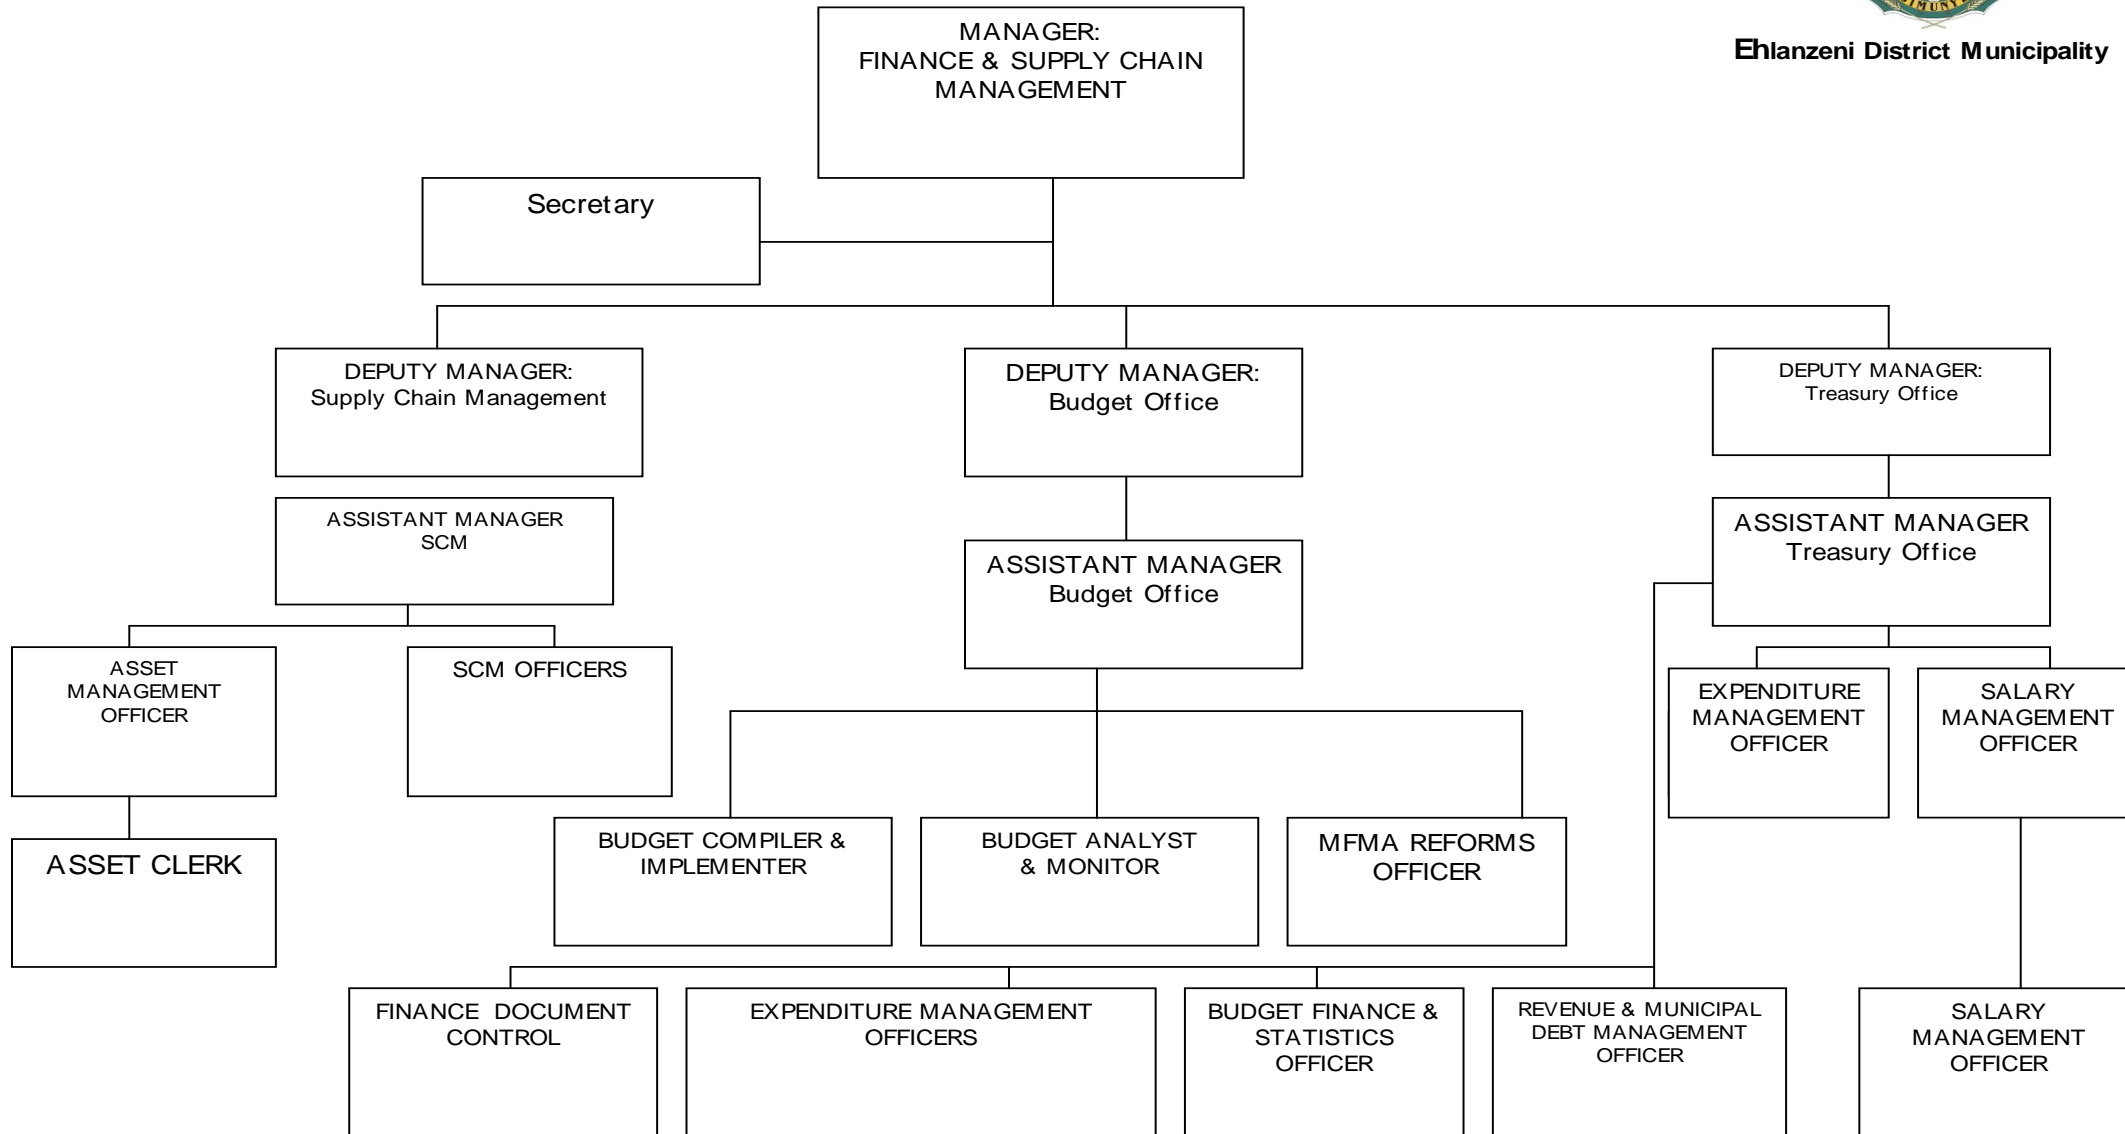 MANAGER:
FINANCE & SUPPLY CHAIN
MANAGEMENT
Ehlanzeni District Municipality
Secretary
DEPUTY MANAGER:
Supply Chain Management
DEPUTY MANAGER:
Budget Office
DEPUTY MANAGER:
Treasury Office
ASSISTANT MANAGER
SCM
ASSISTANT MANAGER
Budget Office
ASSISTANT MANAGER
Treasury Office
ASSET
MANAGEMENT
OFFICER
SCM OFFICERS
EXPENDITURE
MANAGEMENT
OFFICER
SALARY
MANAGEMENT
OFFICER
ASSET CLERK
BUDGET COMPILER &
IMPLEMENTER
BUDGET ANALYST
& MONITOR
MFMA REFORMS
OFFICER
FINANCE DOCUMENT
CONTROL
EXPENDITURE MANAGEMENT
OFFICERS
BUDGET FINANCE &
STATISTICS
OFFICER
REVENUE & MUNICIPAL
DEBT MANAGEMENT
OFFICER
SALARY
MANAGEMENT
OFFICER